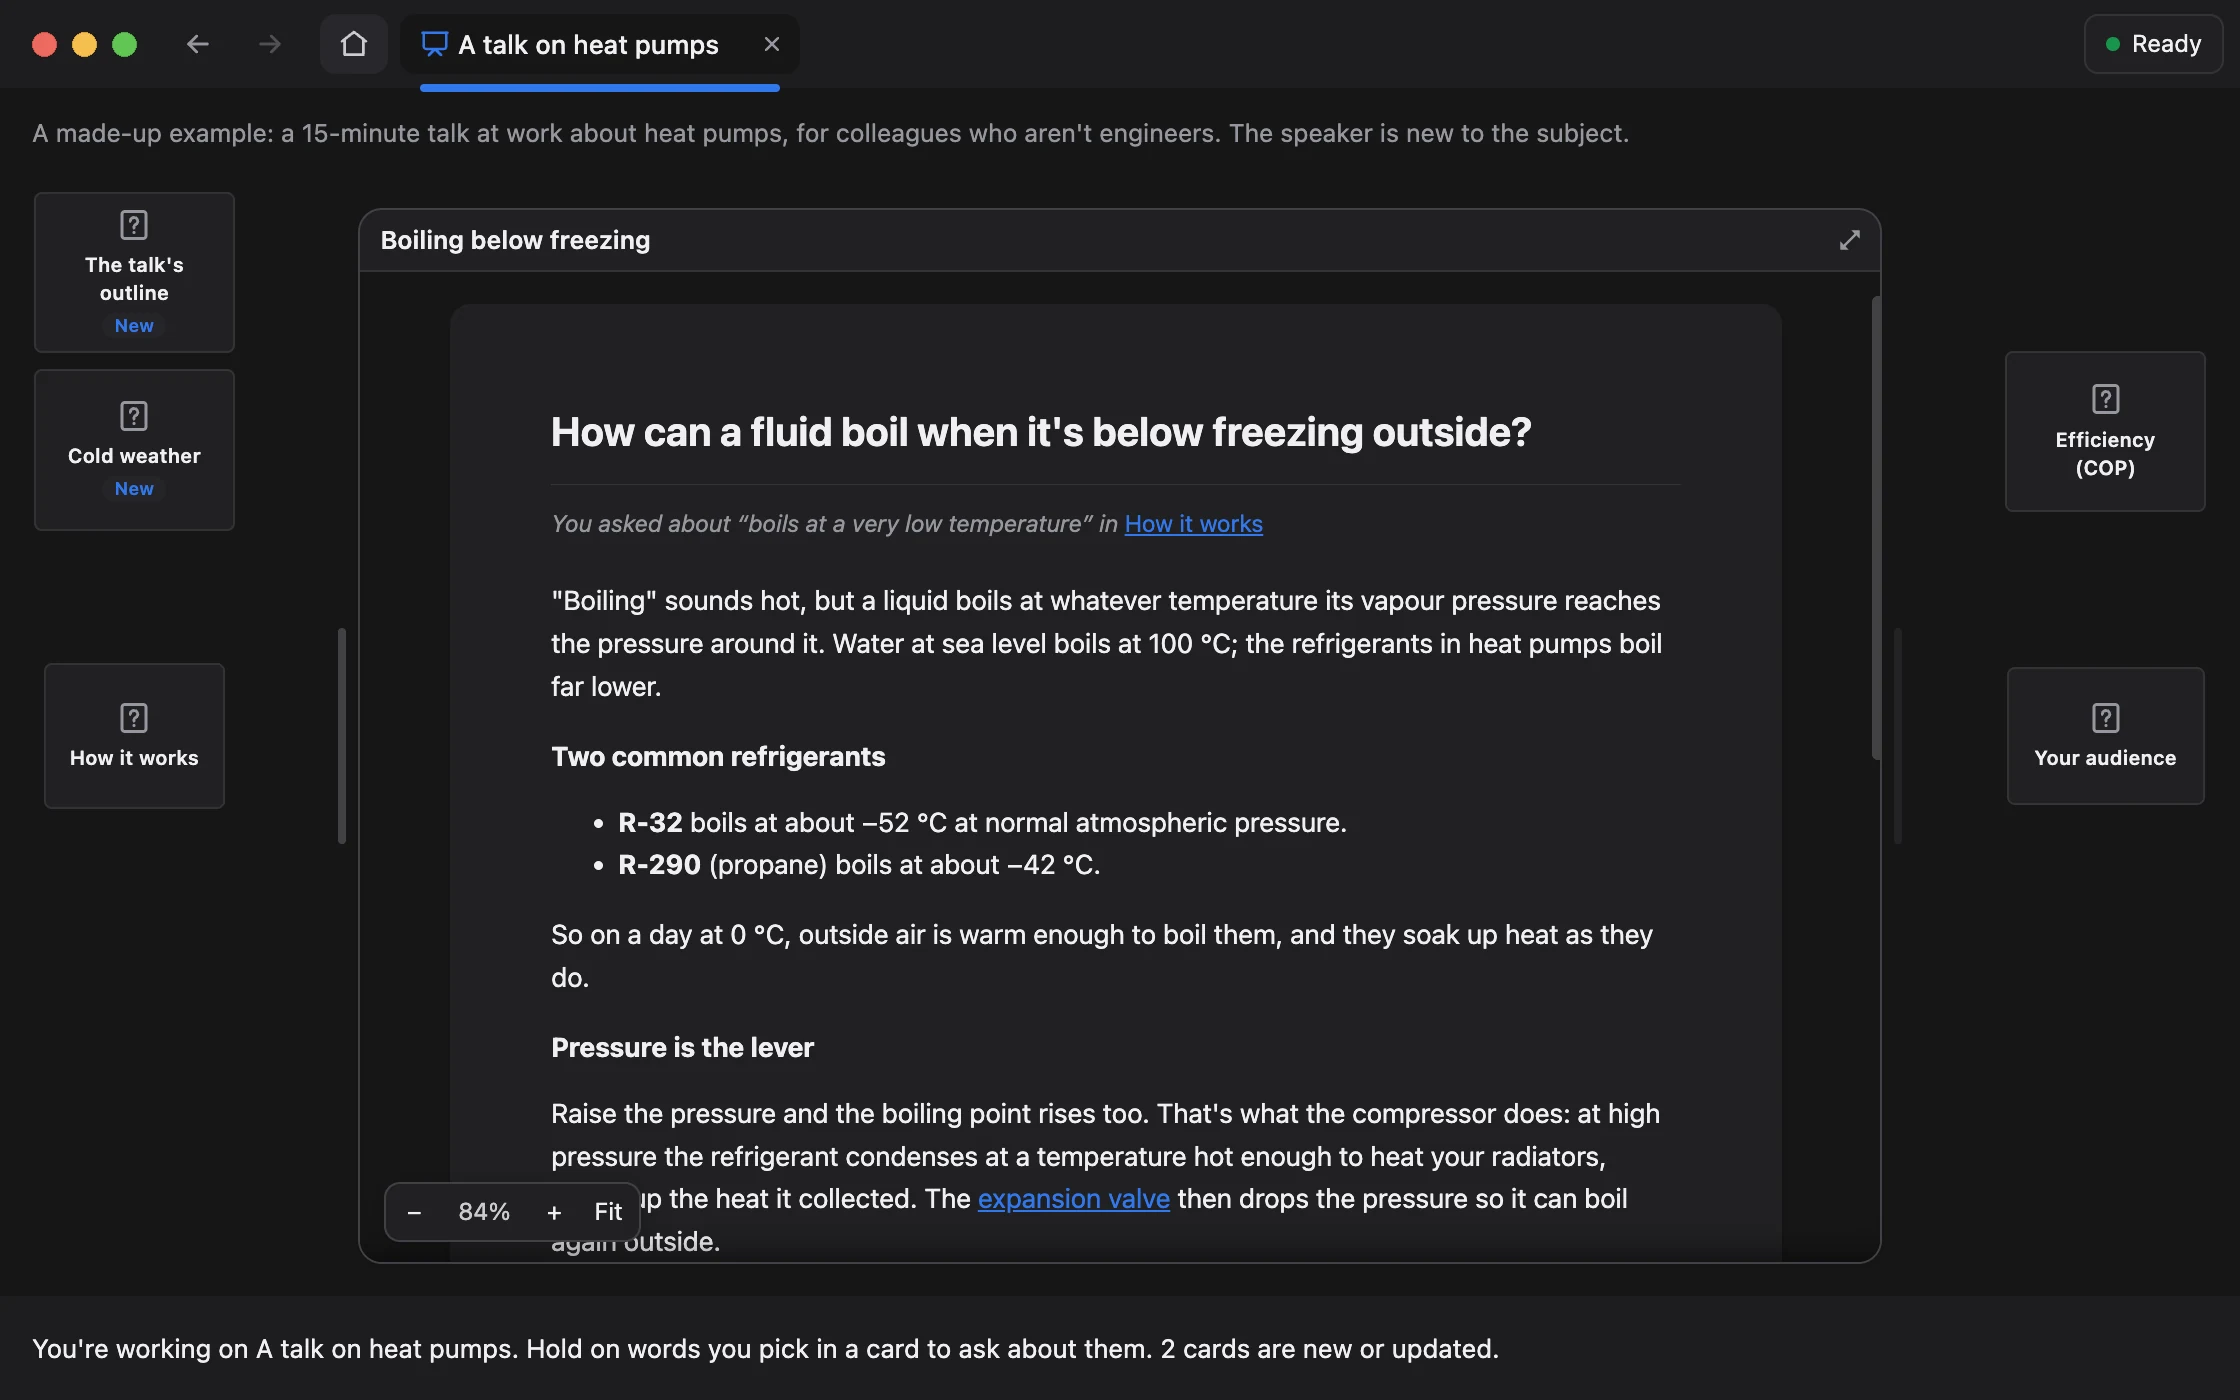 A talk on heat pumps
Ready
A made-up example: a 15-minute talk at work about heat pumps, for colleagues who aren't engineers. The speaker is new to the subject.
The talk's
outline
New
Cold weather
New
How it works
Boiling below freezing
How can a fluid boil when it's below freezing outside?
You asked about “boils at a very low temperature” in How it works
"Boiling" sounds hot, but a liquid boils at whatever temperature its vapour pressure reaches
the pressure around it. Water at sea level boils at 100 °C; the refrigerants in heat pumps boil
far lower.
Two common refrigerants
• R-32 boils at about −52 °C at normal atmospheric pressure.
• R-290 (propane) boils at about −42 °C.
So on a day at 0 °C, outside air is warm enough to boil them, and they soak up heat as they
do.
Pressure is the lever
Raise the pressure and the boiling point rises too. That's what the compressor does: at high
pressure the refrigerant condenses at a temperature hot enough to heat your radiators,
up the heat it collected. The expansion valve then drops the pressure so it can boil
again outside.
− 84% + Fit
Efficiency
(COP)
Your audience
You're working on A talk on heat pumps. Hold on words you pick in a card to ask about them. 2 cards are new or updated.